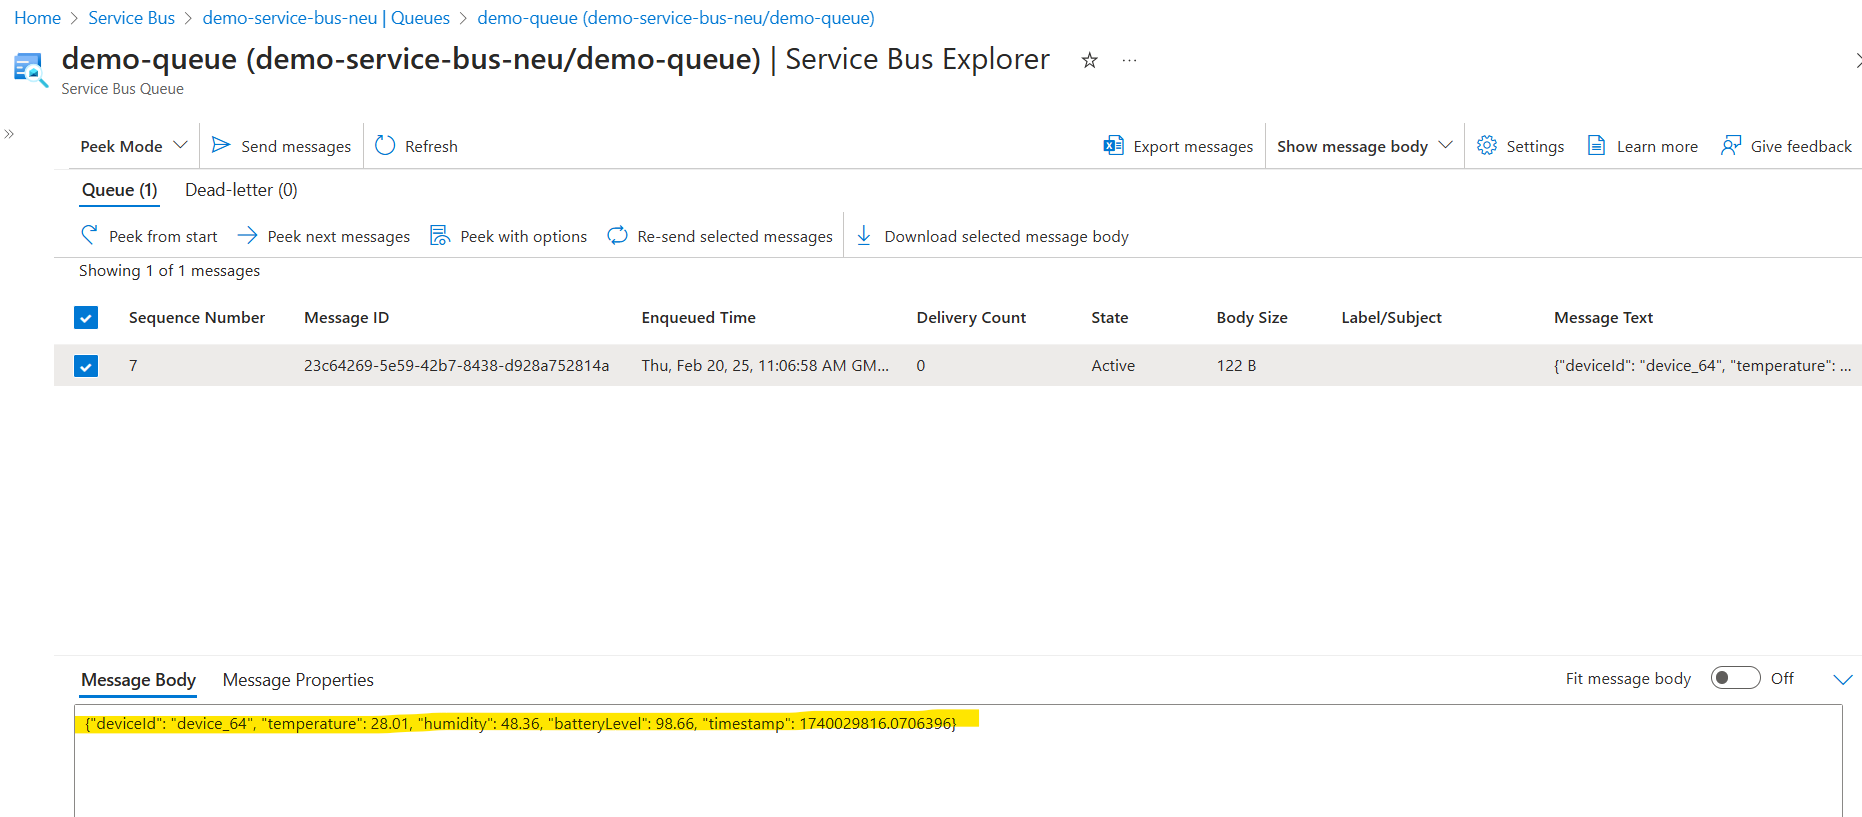 Home > Service Bus > demo-service-bus-neu | Queues > demo-queue (demo-service-bus-neu/demo-queue)
demo-queue (demo-service-bus-neu/demo-queue) | Service Bus Explorer
Service Bus Queue
Peek Mode Send messages Refresh Export messages Show message body Settings Learn more Give feedback
Queue (1) Dead-letter (0)
Peek from start Peek next messages Peek with options Re-send selected messages Download selected message body
Showing 1 of 1 messages
Sequence Number Message ID Enqueued Time Delivery Count State Body Size Label/Subject Message Text
7 23c64269-5e59-42b7-8438-d928a752814a Thu, Feb 20, 25, 11:06:58 AM GM... 0 Active 122 B {"deviceId": "device_64", "temperature": ...
Message Body Message Properties Fit message body Off
{"deviceId": "device_64", "temperature": 28.01, "humidity": 48.36, "batteryLevel": 98.66, "timestamp": 1740029816.0706396}